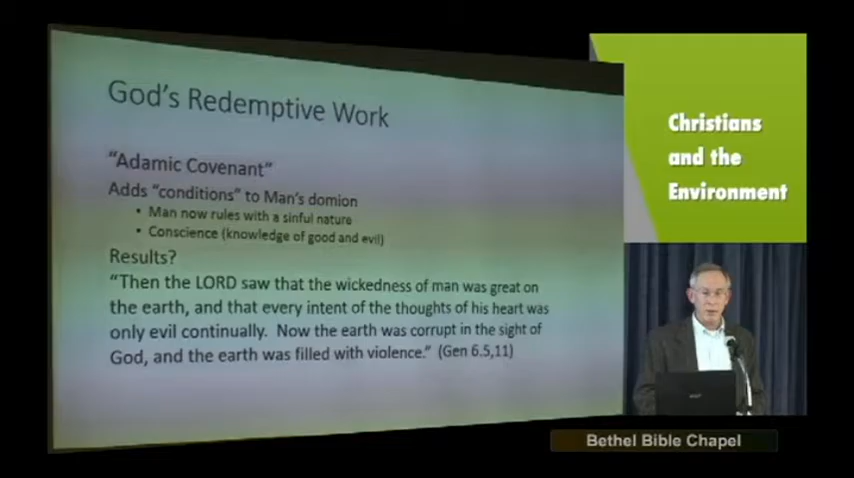 God's Redemptive Work
"Adamic Covenant"
Adds "conditions" to Man's domion
• Man now rules with a sinful nature
• Conscience (knowledge of good and evil)
Results?
"Then the LORD saw that the wickedness of man was great on
the earth, and that every intent of the thoughts of his heart was
only evil continually. Now the earth was corrupt in the sight of
God, and the earth was filled with violence." (Gen 6.5,11)
Christians
and the
Environment
Bethel Bible Chapel